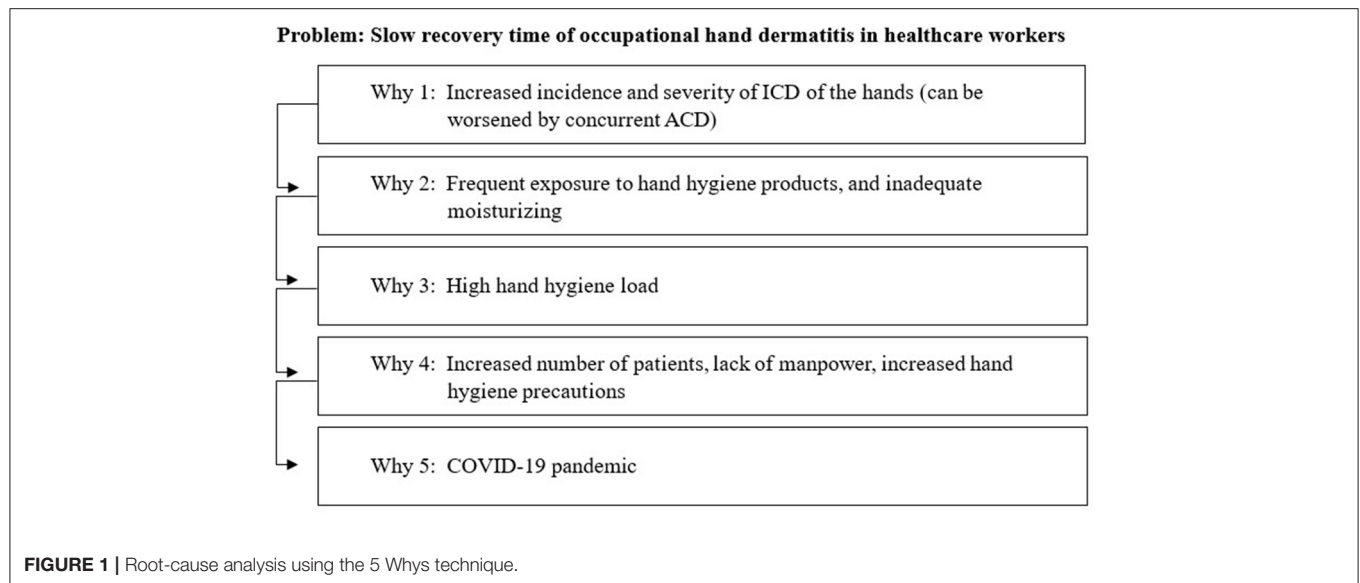 Problem: Slow recovery time of occupational hand dermatitis in healthcare workers
Why 1: Increased incidence and severity of ICD of the hands (can be
worsened by concurrent ACD)
Why 2: Frequent exposure to hand hygiene products, and inadequate
moisturizing
Why 3: High hand hygiene load
Why 4: Increased number of patients, lack of manpower, increased hand
hygiene precautions
Why 5: COVID-19 pandemic
FIGURE 1 | Root-cause analysis using the 5 Whys technique.